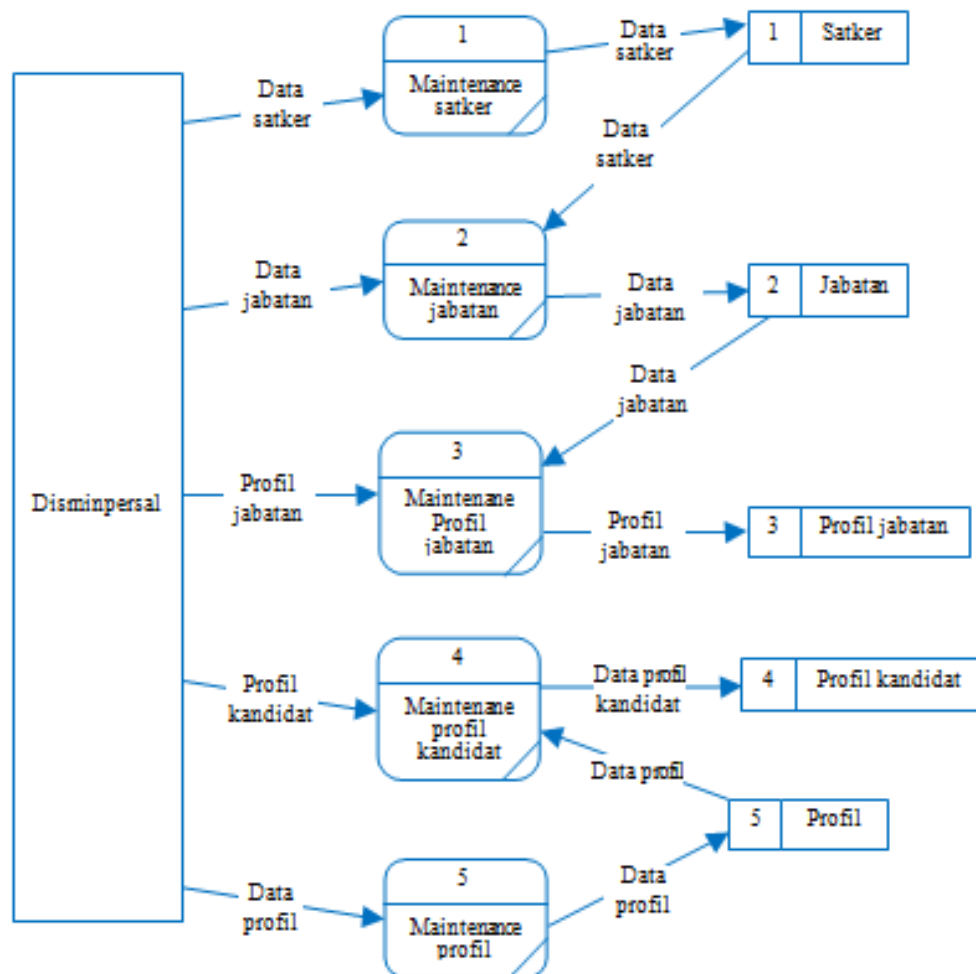 1
Maintenance
satker
Data
satker
Data
satker
1 Satker
Data
satker
2
Maintenance
jabatan
Data
jabatan
Data
jabatan
2 Jabatan
Data
jabatan
Disminpersal
Profil
jabatan
3
Maintenane
Profil
jabatan
Profil
jabatan
3 Profil jabatan
Profil
kandidat
4
Maintenane
profil
kandidat
Data profil
kandidat
4 Profil kandidat
Data profil
5 Profil
Data
profil
5
Maintenance
profil
Data
profil